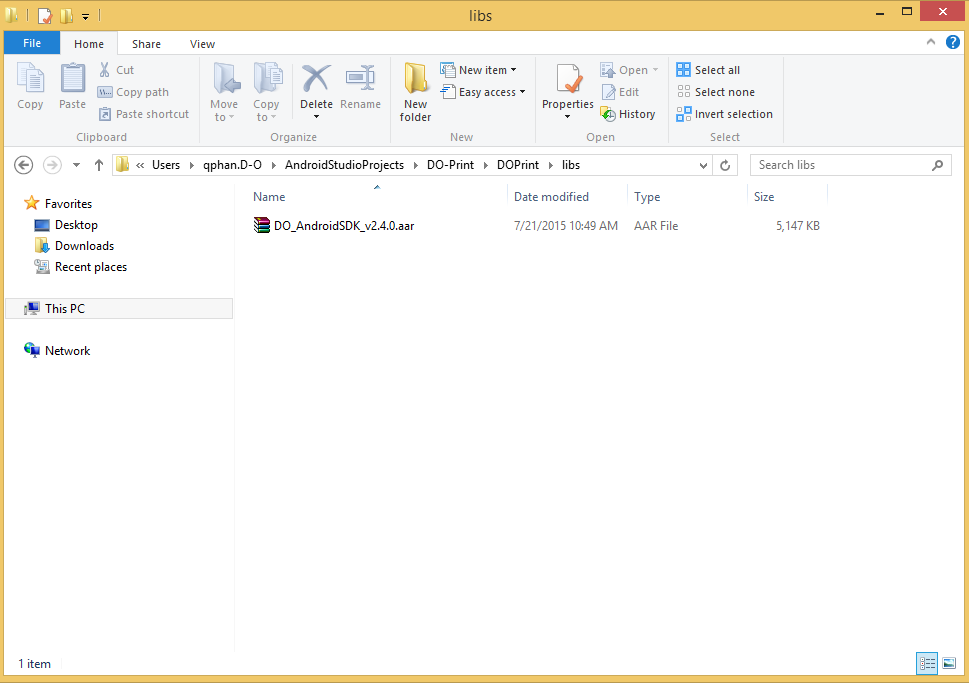 libs
File Home Share View
Copy
Paste
Cut
Copy path
Paste shortcut
Clipboard
Move to
Copy to
Delete
Rename
Organize
New folder
New item
Easy access
New
Properties
Open
Edit
History
Open
Select all
Select none
Invert selection
Select
« Users qphan.D-O AndroidStudioProjects DO-Print DOPrint libs
Search libs
Favorites
Desktop
Downloads
Recent places
This PC
Network
Name Date modified Type Size
DO_AndroidSDK_v2.4.0.aar 7/21/2015 10:49 AM AAR File 5,147 KB
1 item